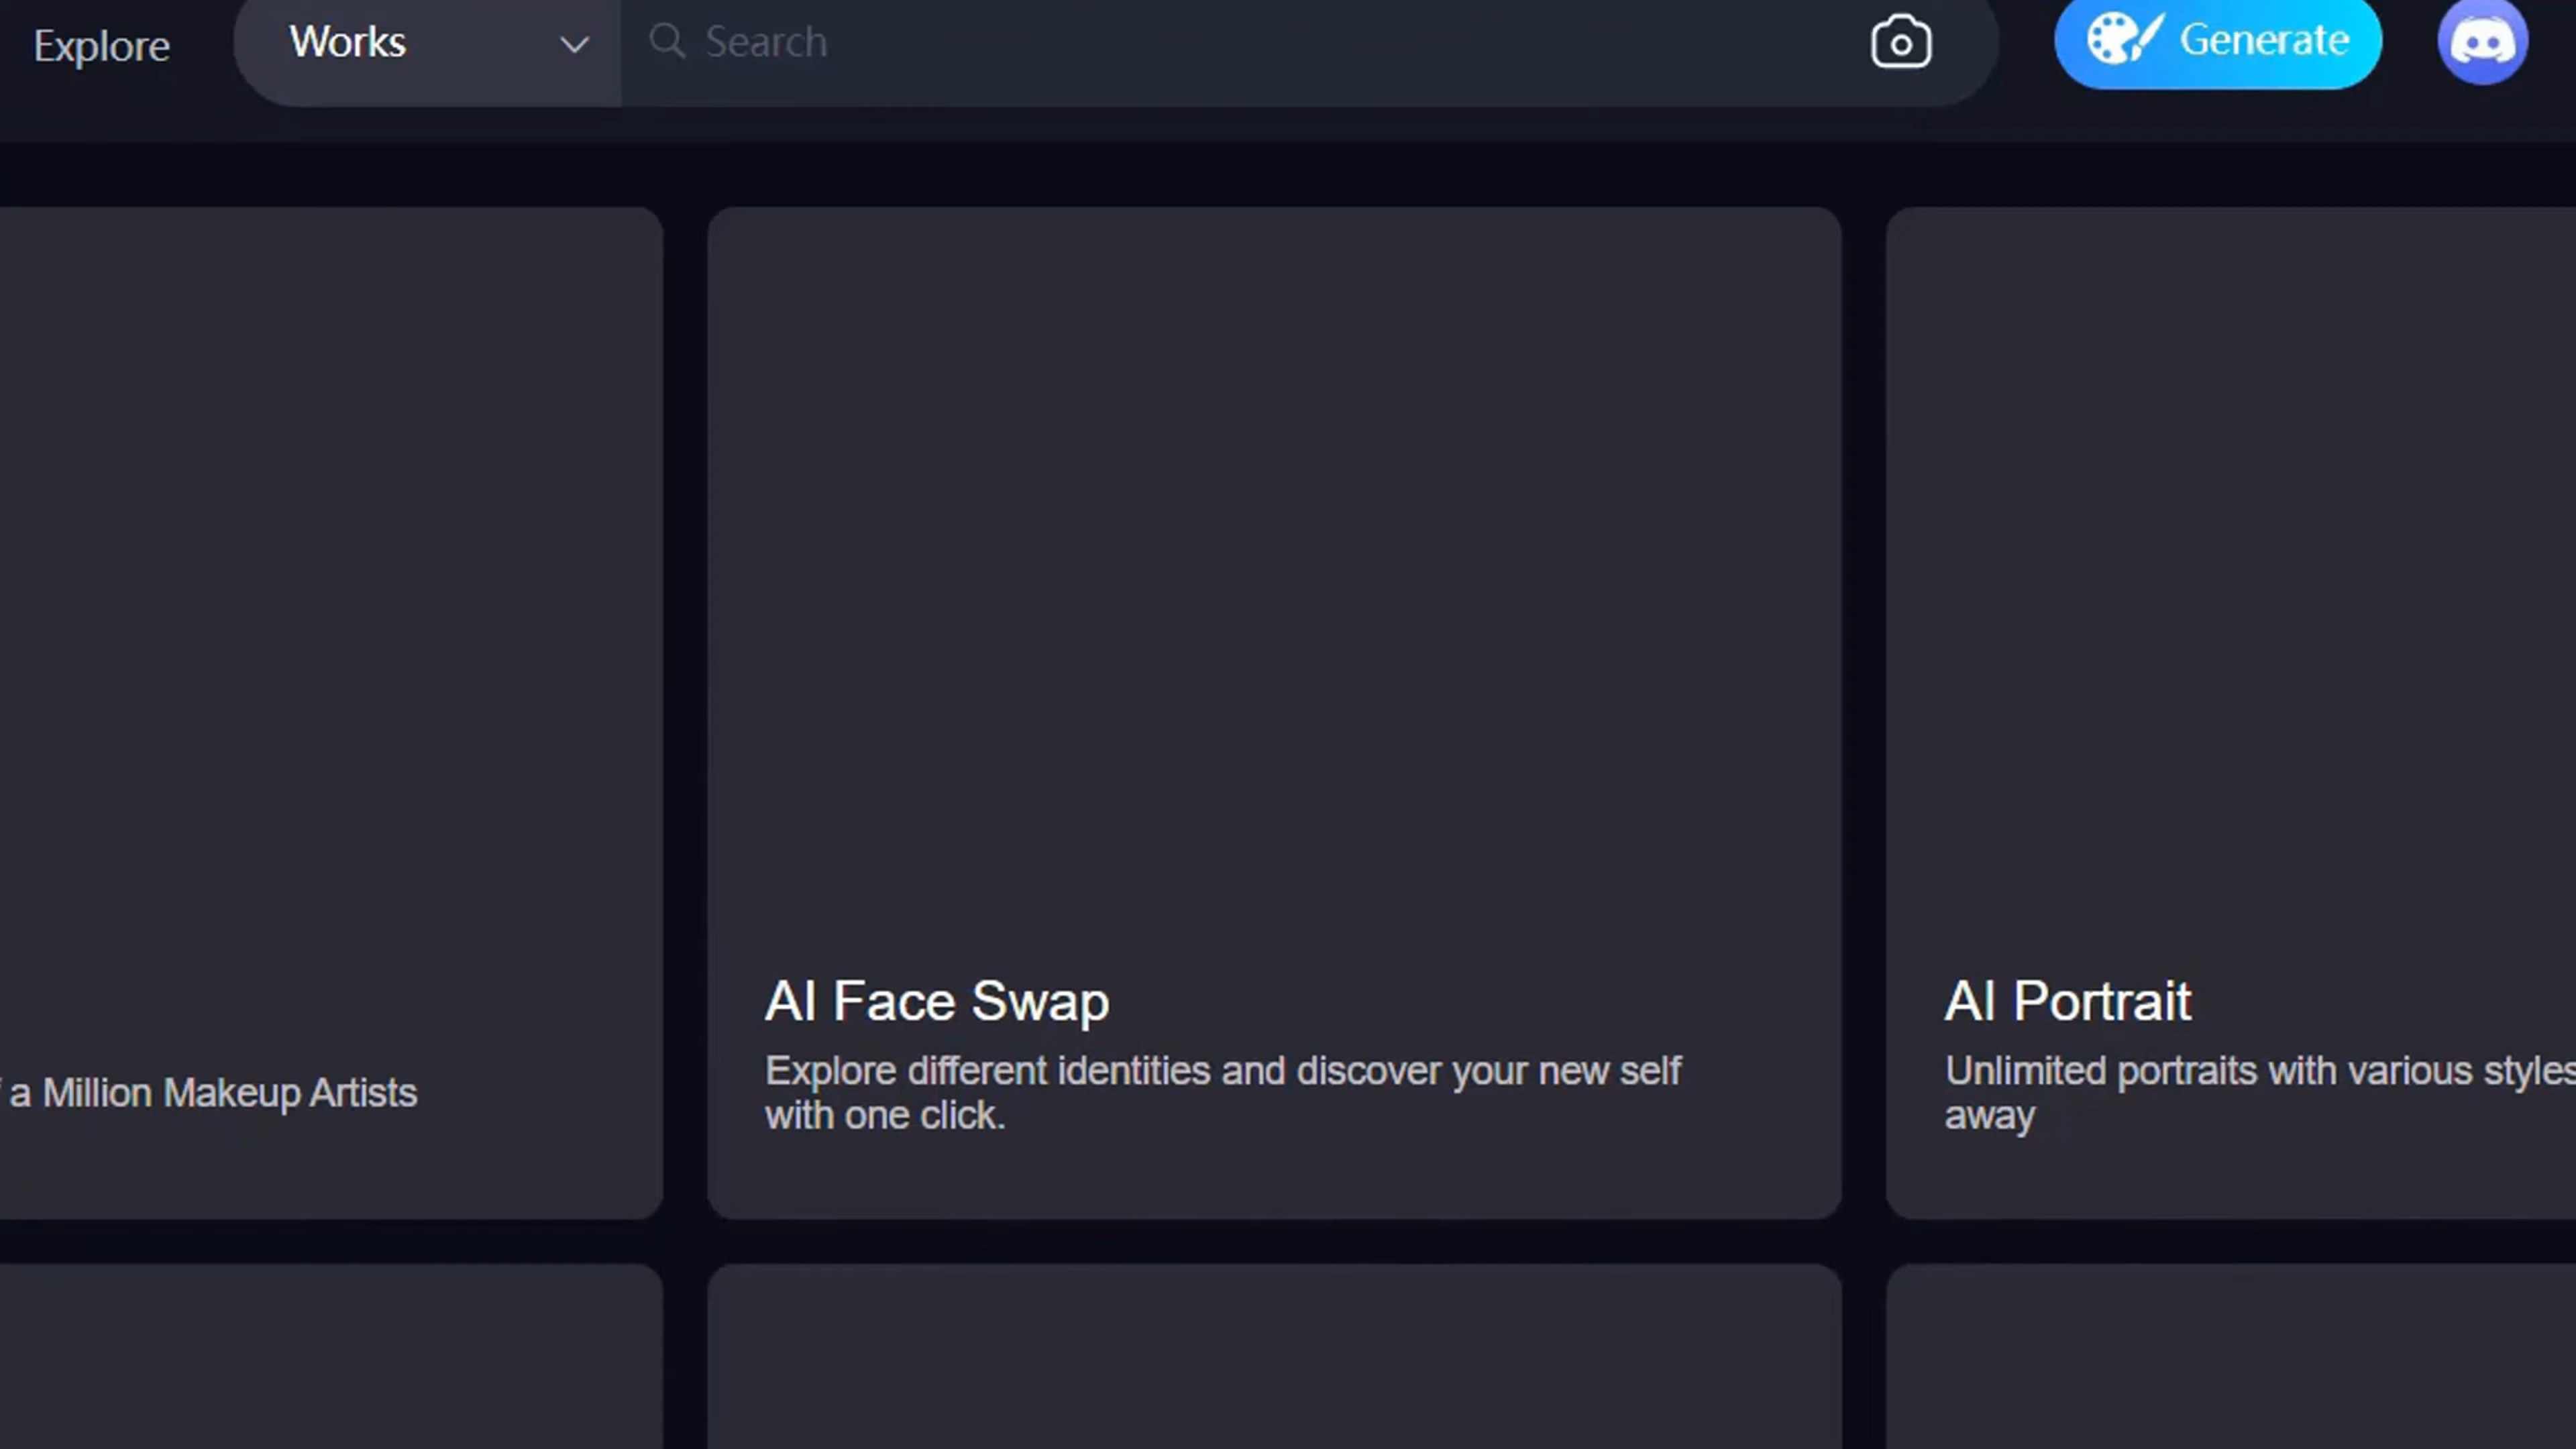 Explore
Works
Search
Generate
a Million Makeup Artists
AI Face Swap
Explore different identities and discover your new self
with one click.
AI Portrait
Unlimited portraits with various styles
away